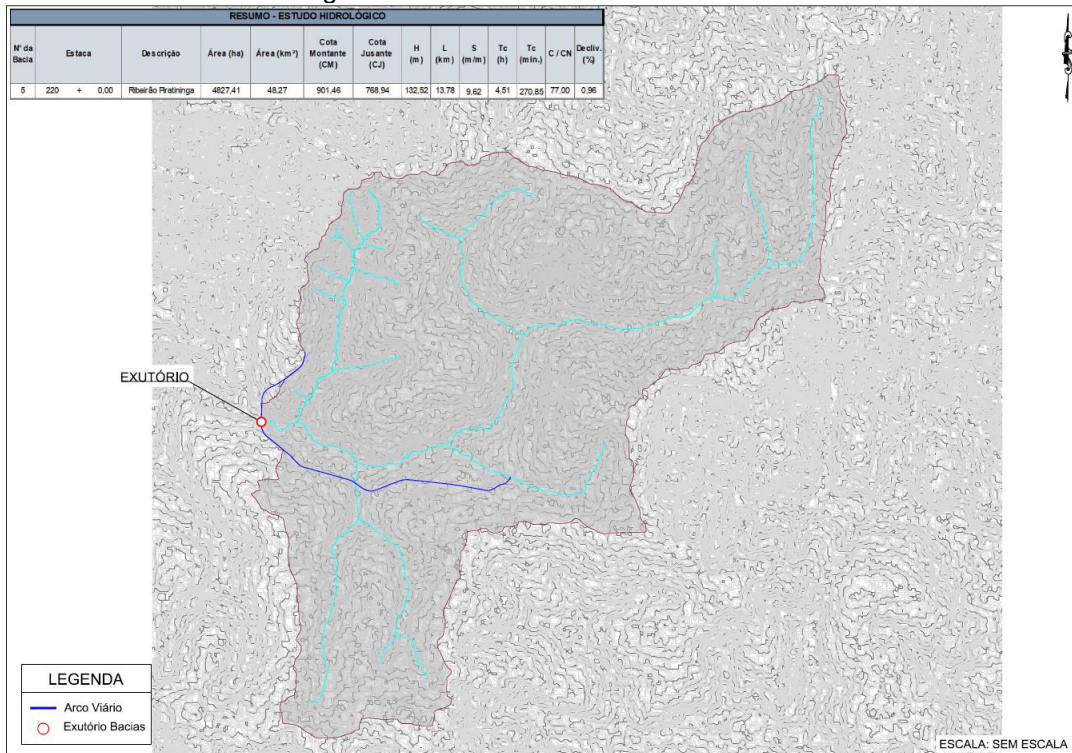 RESUMO - ESTUDO HIDROLÓGICO
Nº da Bacia Estaca Descrição Área (ha) Área (km²) Cota Montante (CM) Cota Jusante (CJ) H (m) L (km) S (m/m) Tc (h) Tc (min.) C / CN Decliv. (%)
5 220 + 0,00 Ribeirão Piratininga 4827,41 48,27 901,46 768,94 132,52 13,78 9,62 4,51 270,85 77,00 0,96
EXUTÓRIO
LEGENDA
Arco Viário
Exutório Bacias
ESCALA: SEM ESCALA